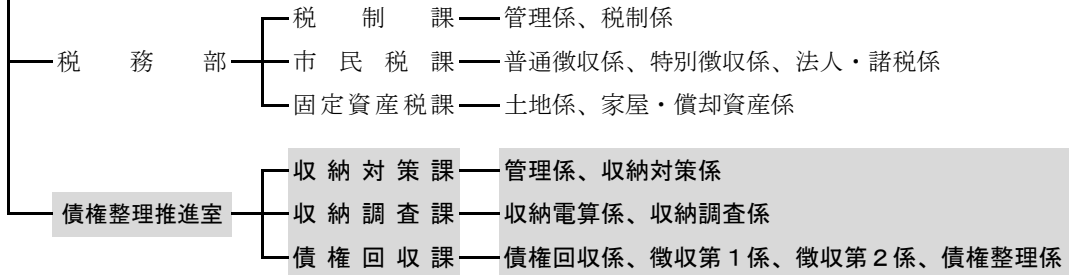 税制課 管理係、税制係
税務部 市民税課 普通徴収係、特別徴収係、法人・諸税係
固定資産税課 土地係、家屋・償却資産係
収納対策課 管理係、収納対策係
債権整理推進室 収納調査課 収納電算係、収納調査係
債権回収課 債権回収係、徴収第1係、徴収第2係、債権整理係